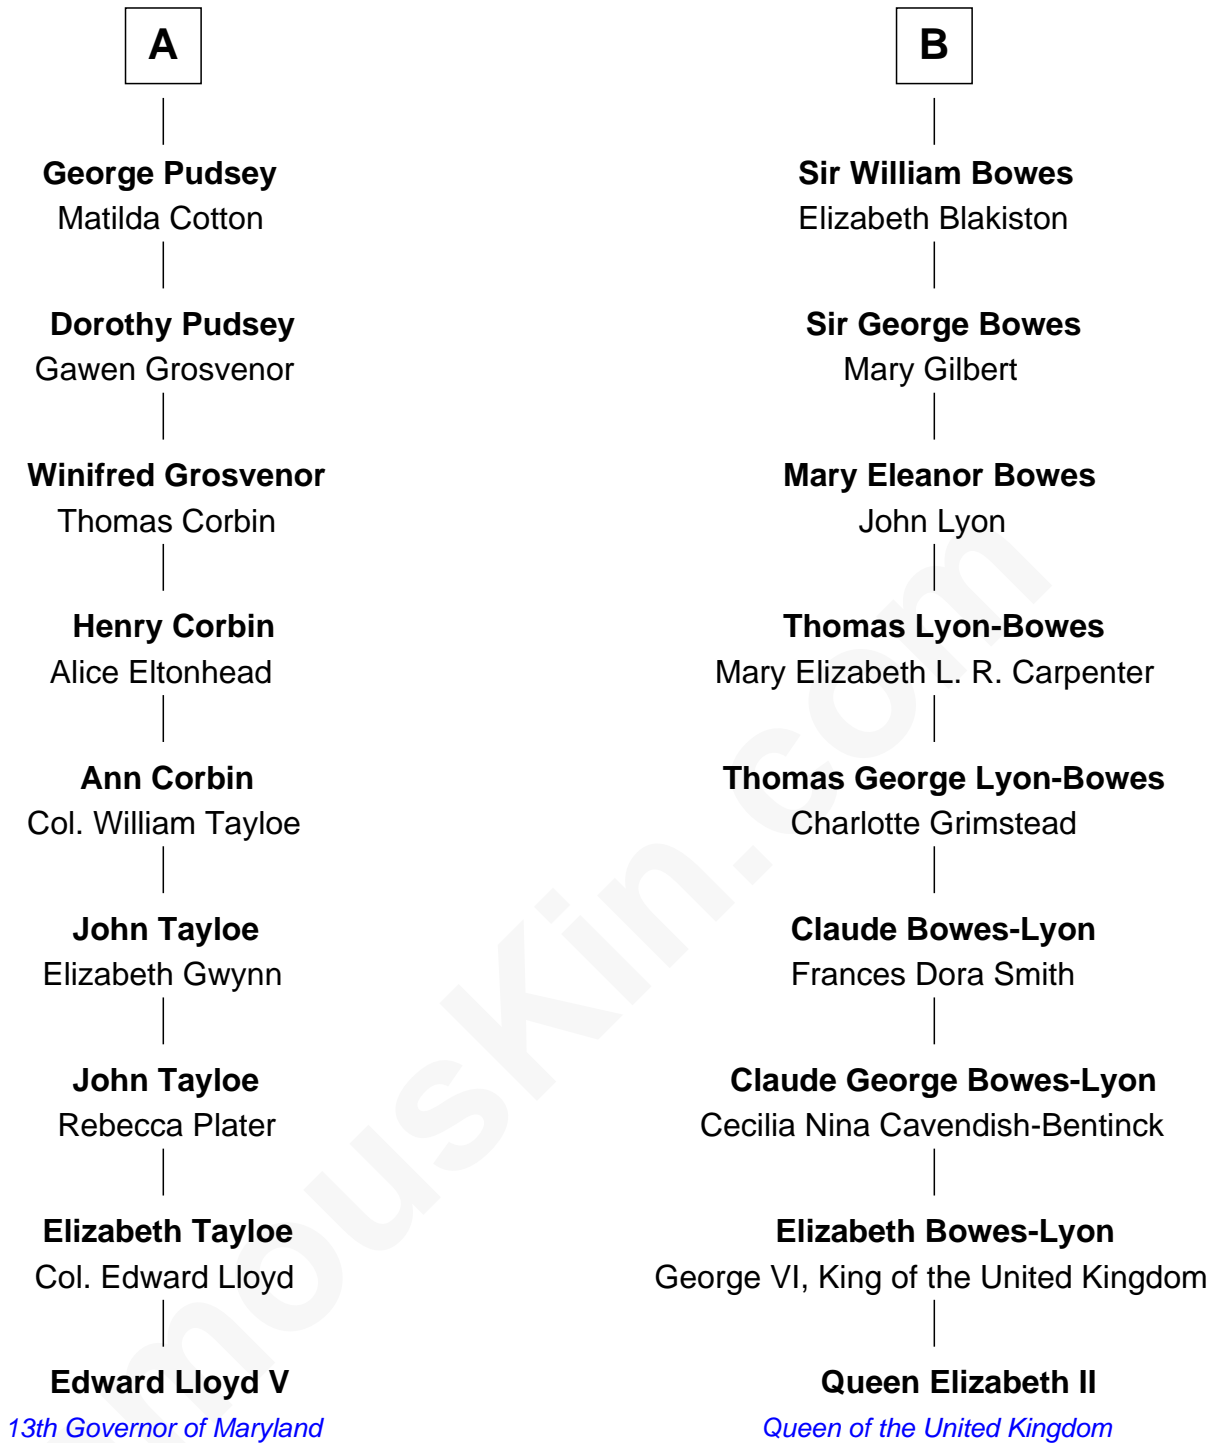 A
George Pudsey
Matilda Cotton
Dorothy Pudsey
Gawen Grosvenor
Winifred Grosvenor
Thomas Corbin
Henry Corbin
Alice Eltonhead
Ann Corbin
Col. William Tayloe
John Tayloe
Elizabeth Gwynn
John Tayloe
Rebecca Plater
Elizabeth Tayloe
Col. Edward Lloyd
Edward Lloyd V
13th Governor of Maryland
B
Sir William Bowes
Elizabeth Blakiston
Sir George Bowes
Mary Gilbert
Mary Eleanor Bowes
John Lyon
Thomas Lyon-Bowes
Mary Elizabeth L. R. Carpenter
Thomas George Lyon-Bowes
Charlotte Grimstead
Claude Bowes-Lyon
Frances Dora Smith
Claude George Bowes-Lyon
Cecilia Nina Cavendish-Bentinck
Elizabeth Bowes-Lyon
George VI, King of the United Kingdom
Queen Elizabeth II
Queen of the United Kingdom
mousKin.com